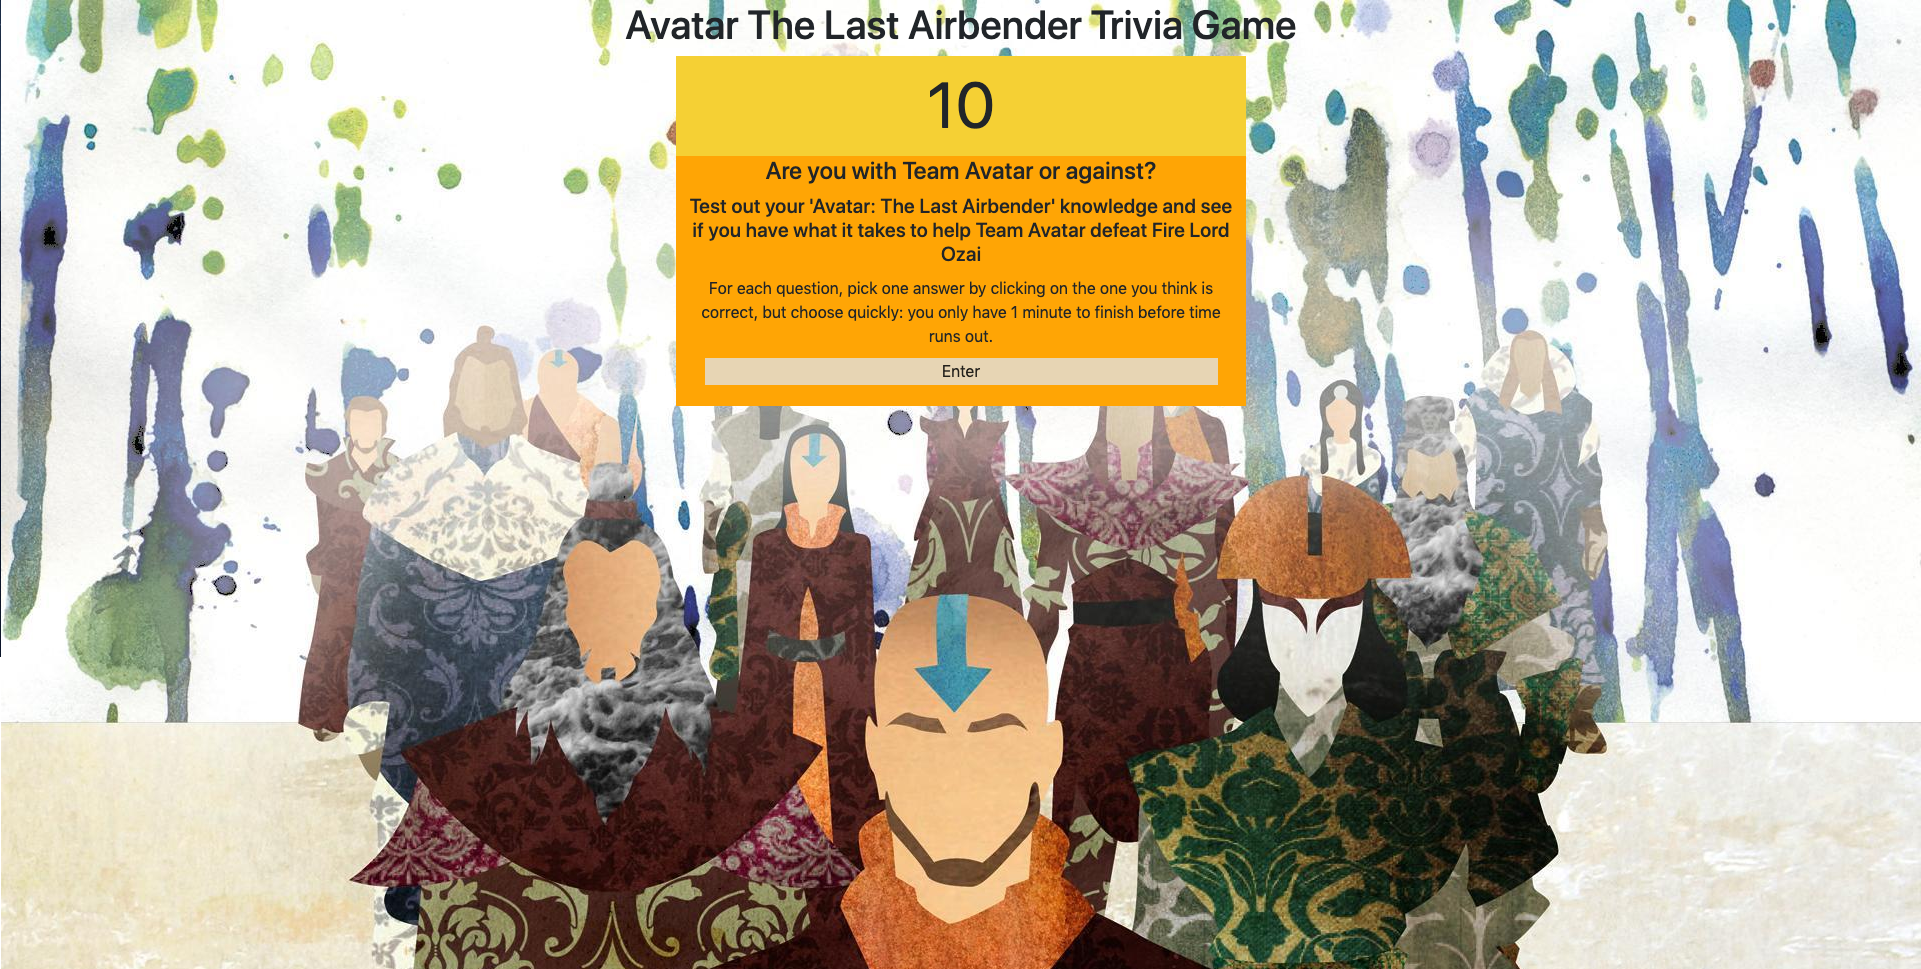 Avatar The Last Airbender Trivia Game
10
Are you with Team Avatar or against?
Test out your 'Avatar: The Last Airbender' knowledge and see
if you have what it takes to help Team Avatar defeat Fire Lord
Ozai
For each question, pick one answer by clicking on the one you think is
correct, but choose quickly: you only have 1 minute to finish before time
runs out.
Enter